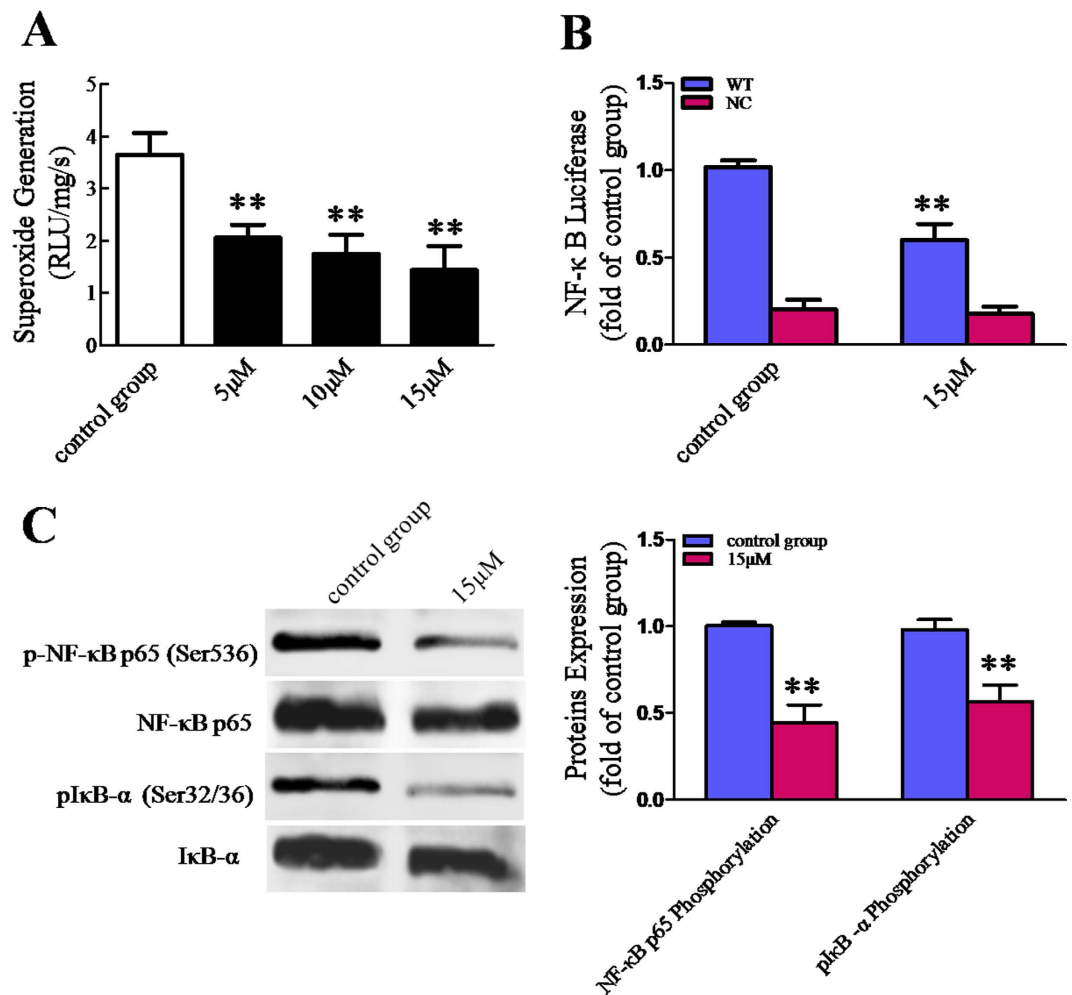 A
Superoxide Generation
(RLU/mg/s)
5
4
3
2
1
0
**
**
**
control group
5μM
10μM
15μM
B
NF-κ B Luciferase
(fold of control group)
1.5
1.0
0.5
0.0
WT
NC
**
control group
15μM
C
control group
15μM
p-NF-κB p65 (Ser536)
NF-κB p65
pIκB-α (Ser32/36)
IκB-α
Proteins Expression
(fold of control group)
1.5
1.0
0.5
0.0
control group
15μM
**
**
NF-κB p65 Phosphorylation
pIκB -α Phosphorylation